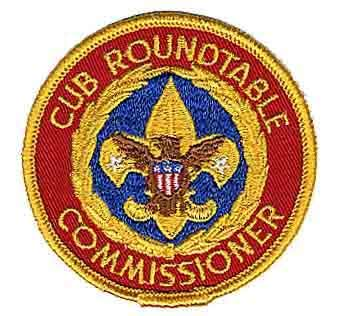 CUB ROUNDTABLE
COMMISSIONER